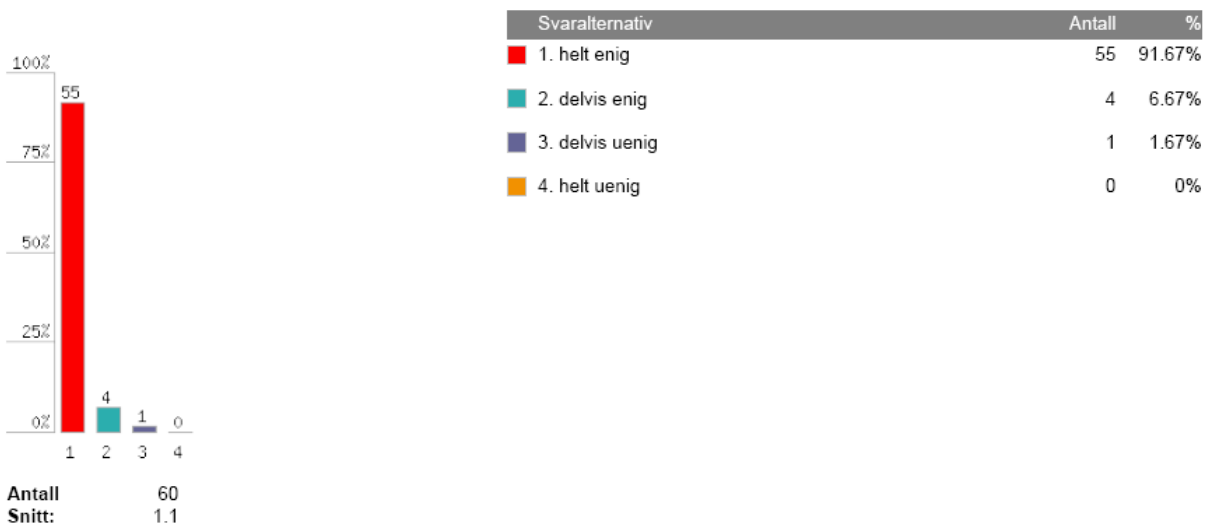 Svaralternativ Antall %
1. helt enig 55 91.67%
2. delvis enig 4 6.67%
3. delvis uenig 1 1.67%
4. helt uenig 0 0%
100%
55
75%
50%
25%
4
1
0
0%
1 2 3 4
Antall 60
Snitt: 1.1